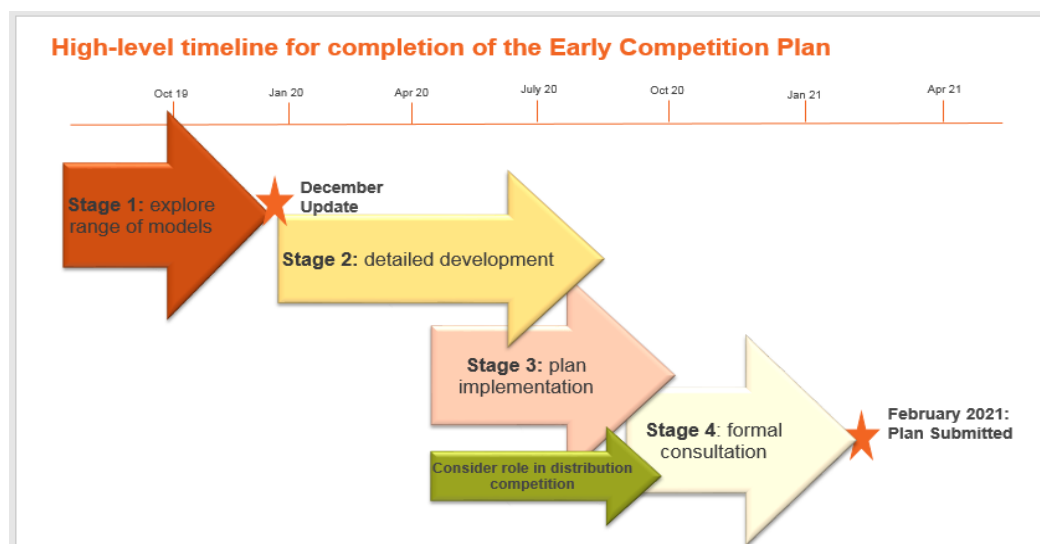 High-level timeline for completion of the Early Competition Plan
Oct 19
Jan 20
Apr 20
July 20
Oct 20
Jan 21
Apr 21
Stage 1: explore
range of models
December
Update
Stage 2: detailed development
Stage 3: plan
implementation
Stage 4: formal
consultation
February 2021:
Plan Submitted
Consider role in distribution
competition